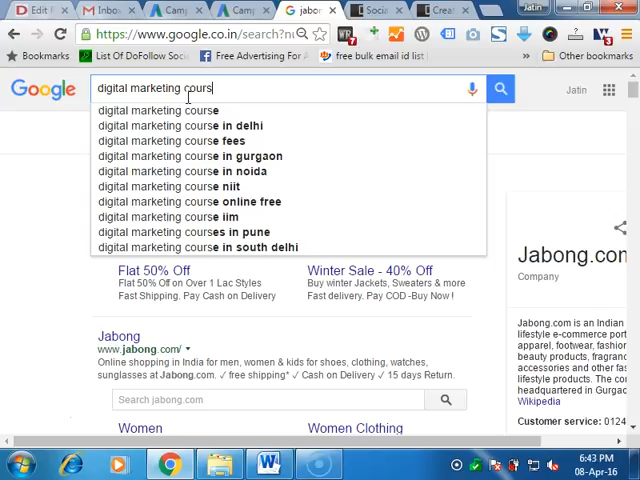 Edit F
Inbox
Camp
Camp
jabon
Social
Creat
Jatin
https://www.google.co.in/search?
Bookmarks
List Of DoFollow Soc
Free Advertising For
free bulk email id list
Other bookmarks
Google
digital marketing cours
Jatin
digital marketing course
digital marketing course in delhi
digital marketing course fees
digital marketing course in gurgaon
digital marketing course in noida
digital marketing course niit
digital marketing course online free
digital marketing course iim
digital marketing courses in pune
digital marketing course in south delhi
Flat 50% Off
Flat 50% Off on Over 1 Lac Styles
Fast Shipping. Pay Cash on Delivery
Winter Sale - 40% Off
Buy winter Jackets, Sweaters & more
Fast delivery. Pay COD -Buy Now !
Jabong
www.jabong.com/
Online shopping in India for men, women & kids for shoes, clothing, watches,
sunglasses at Jabong.com. ✓ free shipping* ✓ Cash on Delivery ✓ 15 days Return.
Search jabong.com
Women
Womens Clothing
Jabong.com
Company
Jabong.com is an Indian
lifestyle e-commerce port
apparel, footwear, fashion
beauty products, fragranc
accessories and other fas
lifestyle products. The co
headquartered in Gurgac
Wikipedia
Customer service: 0124
6:43 PM
08-Apr-16